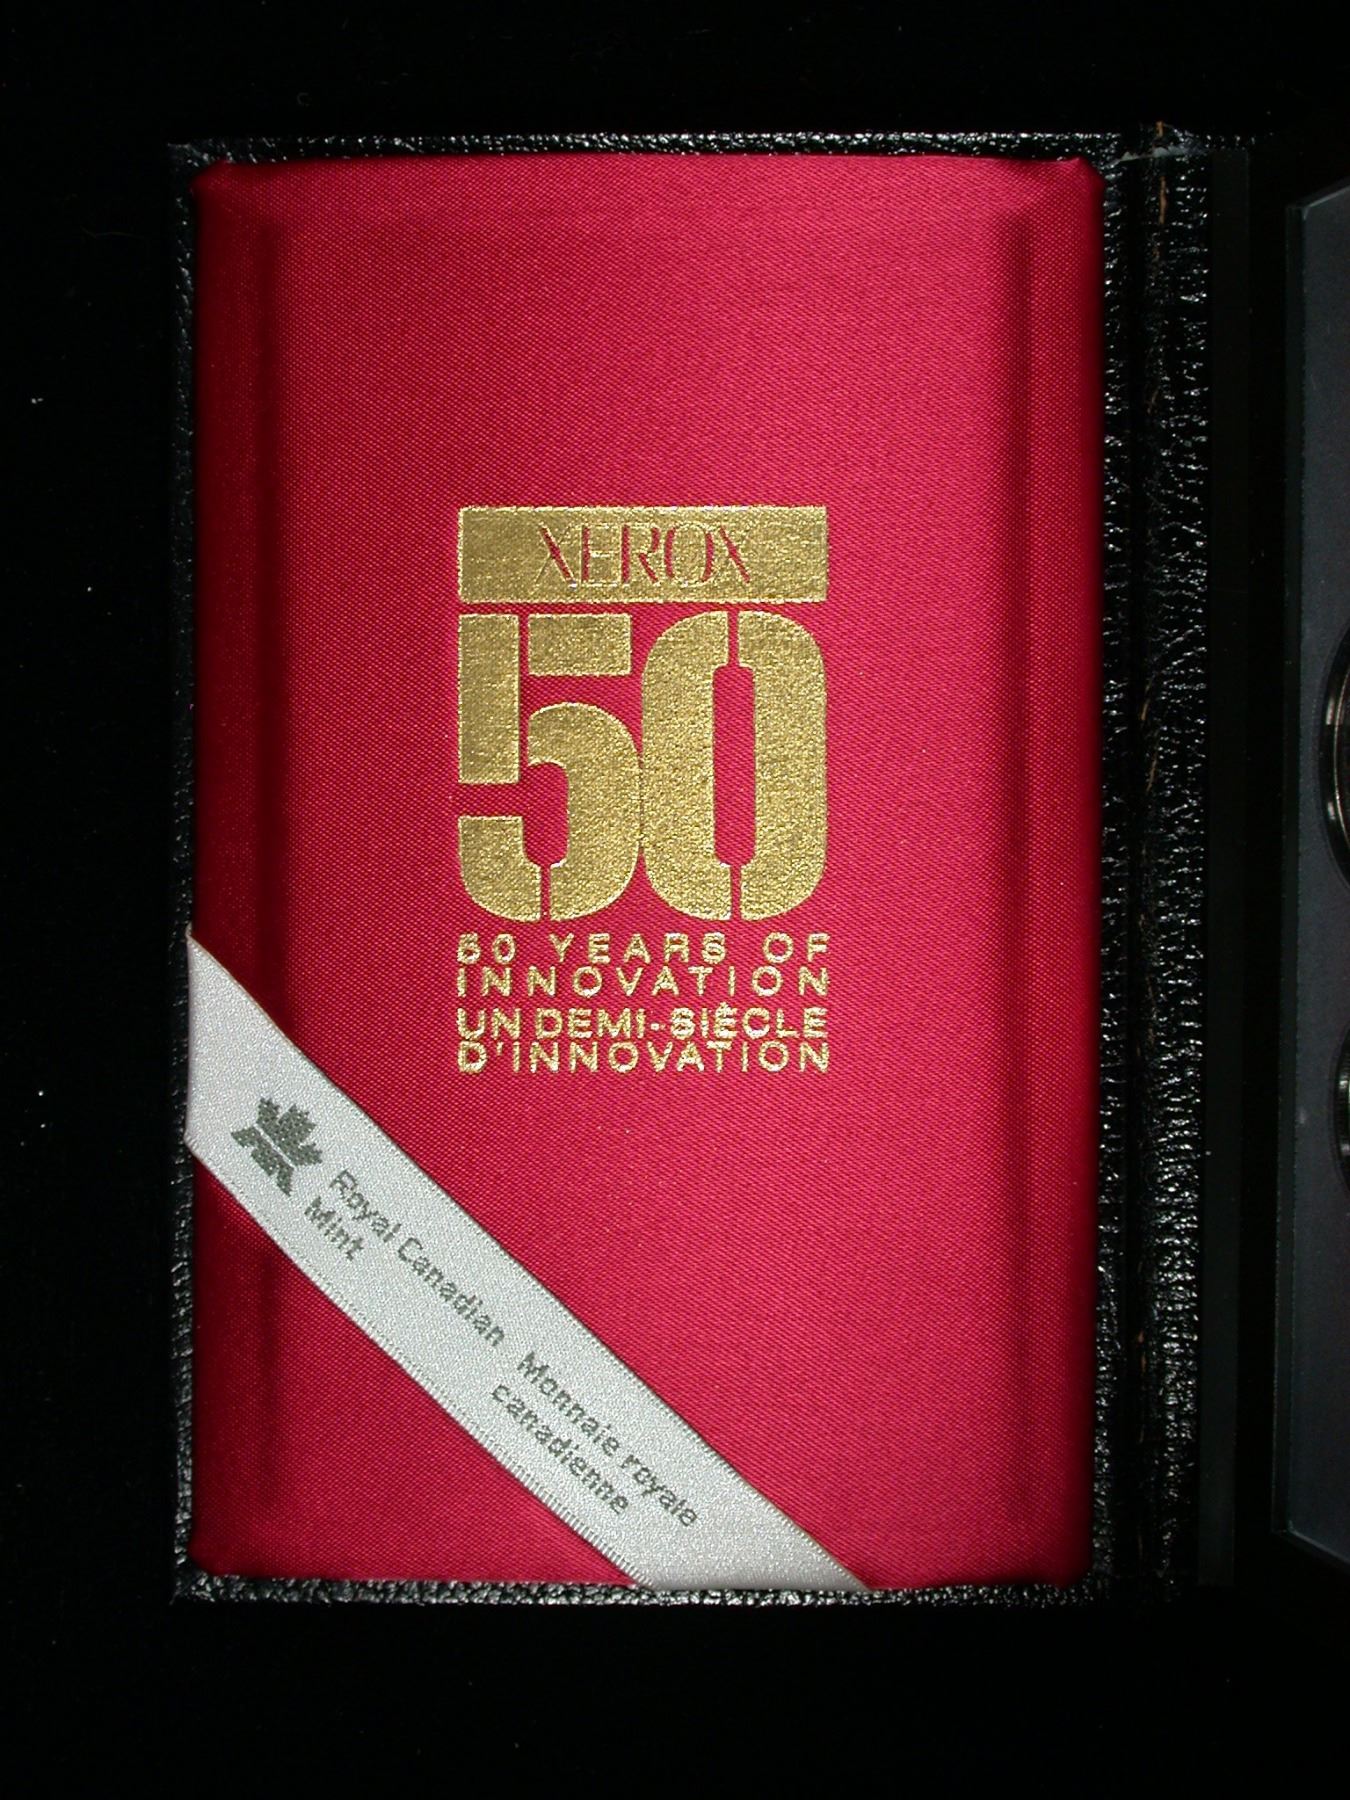 XEROX
50
50 YEARS OF
INNOVATION
UN DEMI-SIÈCLE
D'INNOVATION
Royal Canadian
Mint
Monnaie royale
canadienne